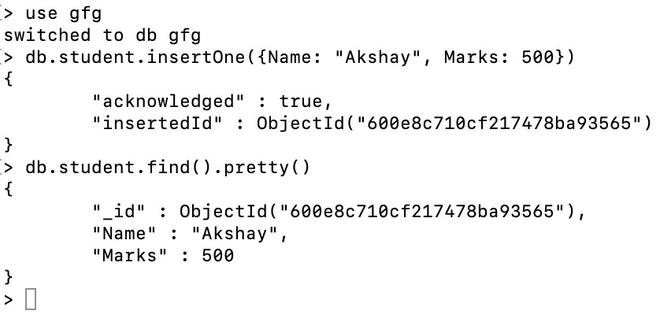 > use gfg
switched to db gfg
> db.student.insertOne({Name: "Akshay", Marks: 500})
{
        "acknowledged" : true,
        "insertedId" : ObjectId("600e8c710cf217478ba93565")
}
> db.student.find().pretty()
{
        "_id" : ObjectId("600e8c710cf217478ba93565"),
        "Name" : "Akshay",
        "Marks" : 500
}
>